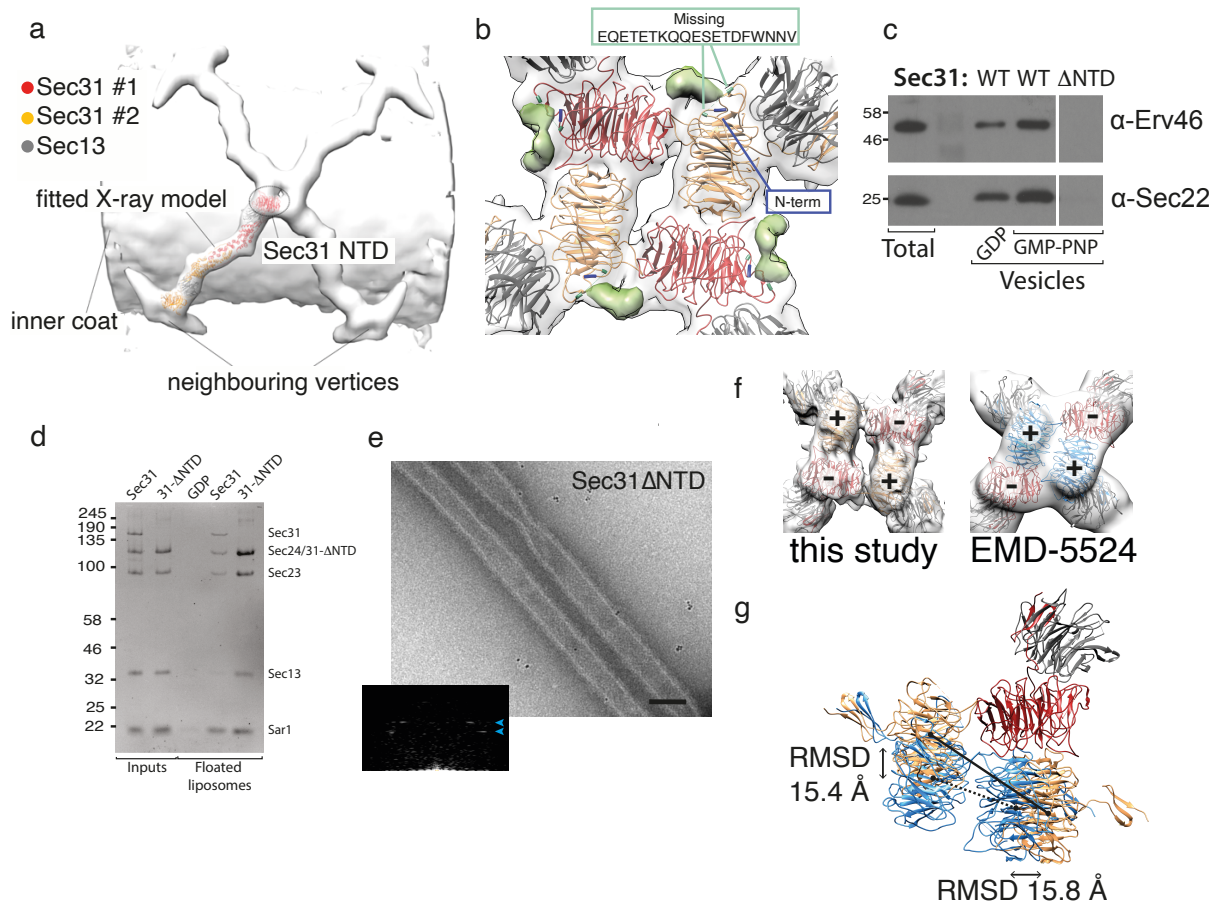 a
Sec31 #1
Sec31 #2
Sec13
fitted X-ray model
Sec31 NTD
inner coat
neighbouring vertices
b
Missing
EQETETKQQESETDFWNNV
N-term
c
Sec31: WT WT ΔNTD
58
46
α-Erv46
25
α-Sec22
Total
GDP
GMP-PNP
Vesicles
d
Sec31
31-ΔNTD
GDP
Sec31
31-ΔNTD
245
190
135
100
58
46
32
25
22
Sec31
Sec24/31-ΔNTD
Sec23
Sec13
Sar1
Inputs
Floated
liposomes
e
Sec31ΔNTD
f
+ -
- +
this study
+ -
- +
EMD-5524
g
RMSD
15.4 Å
RMSD 15.8 Å